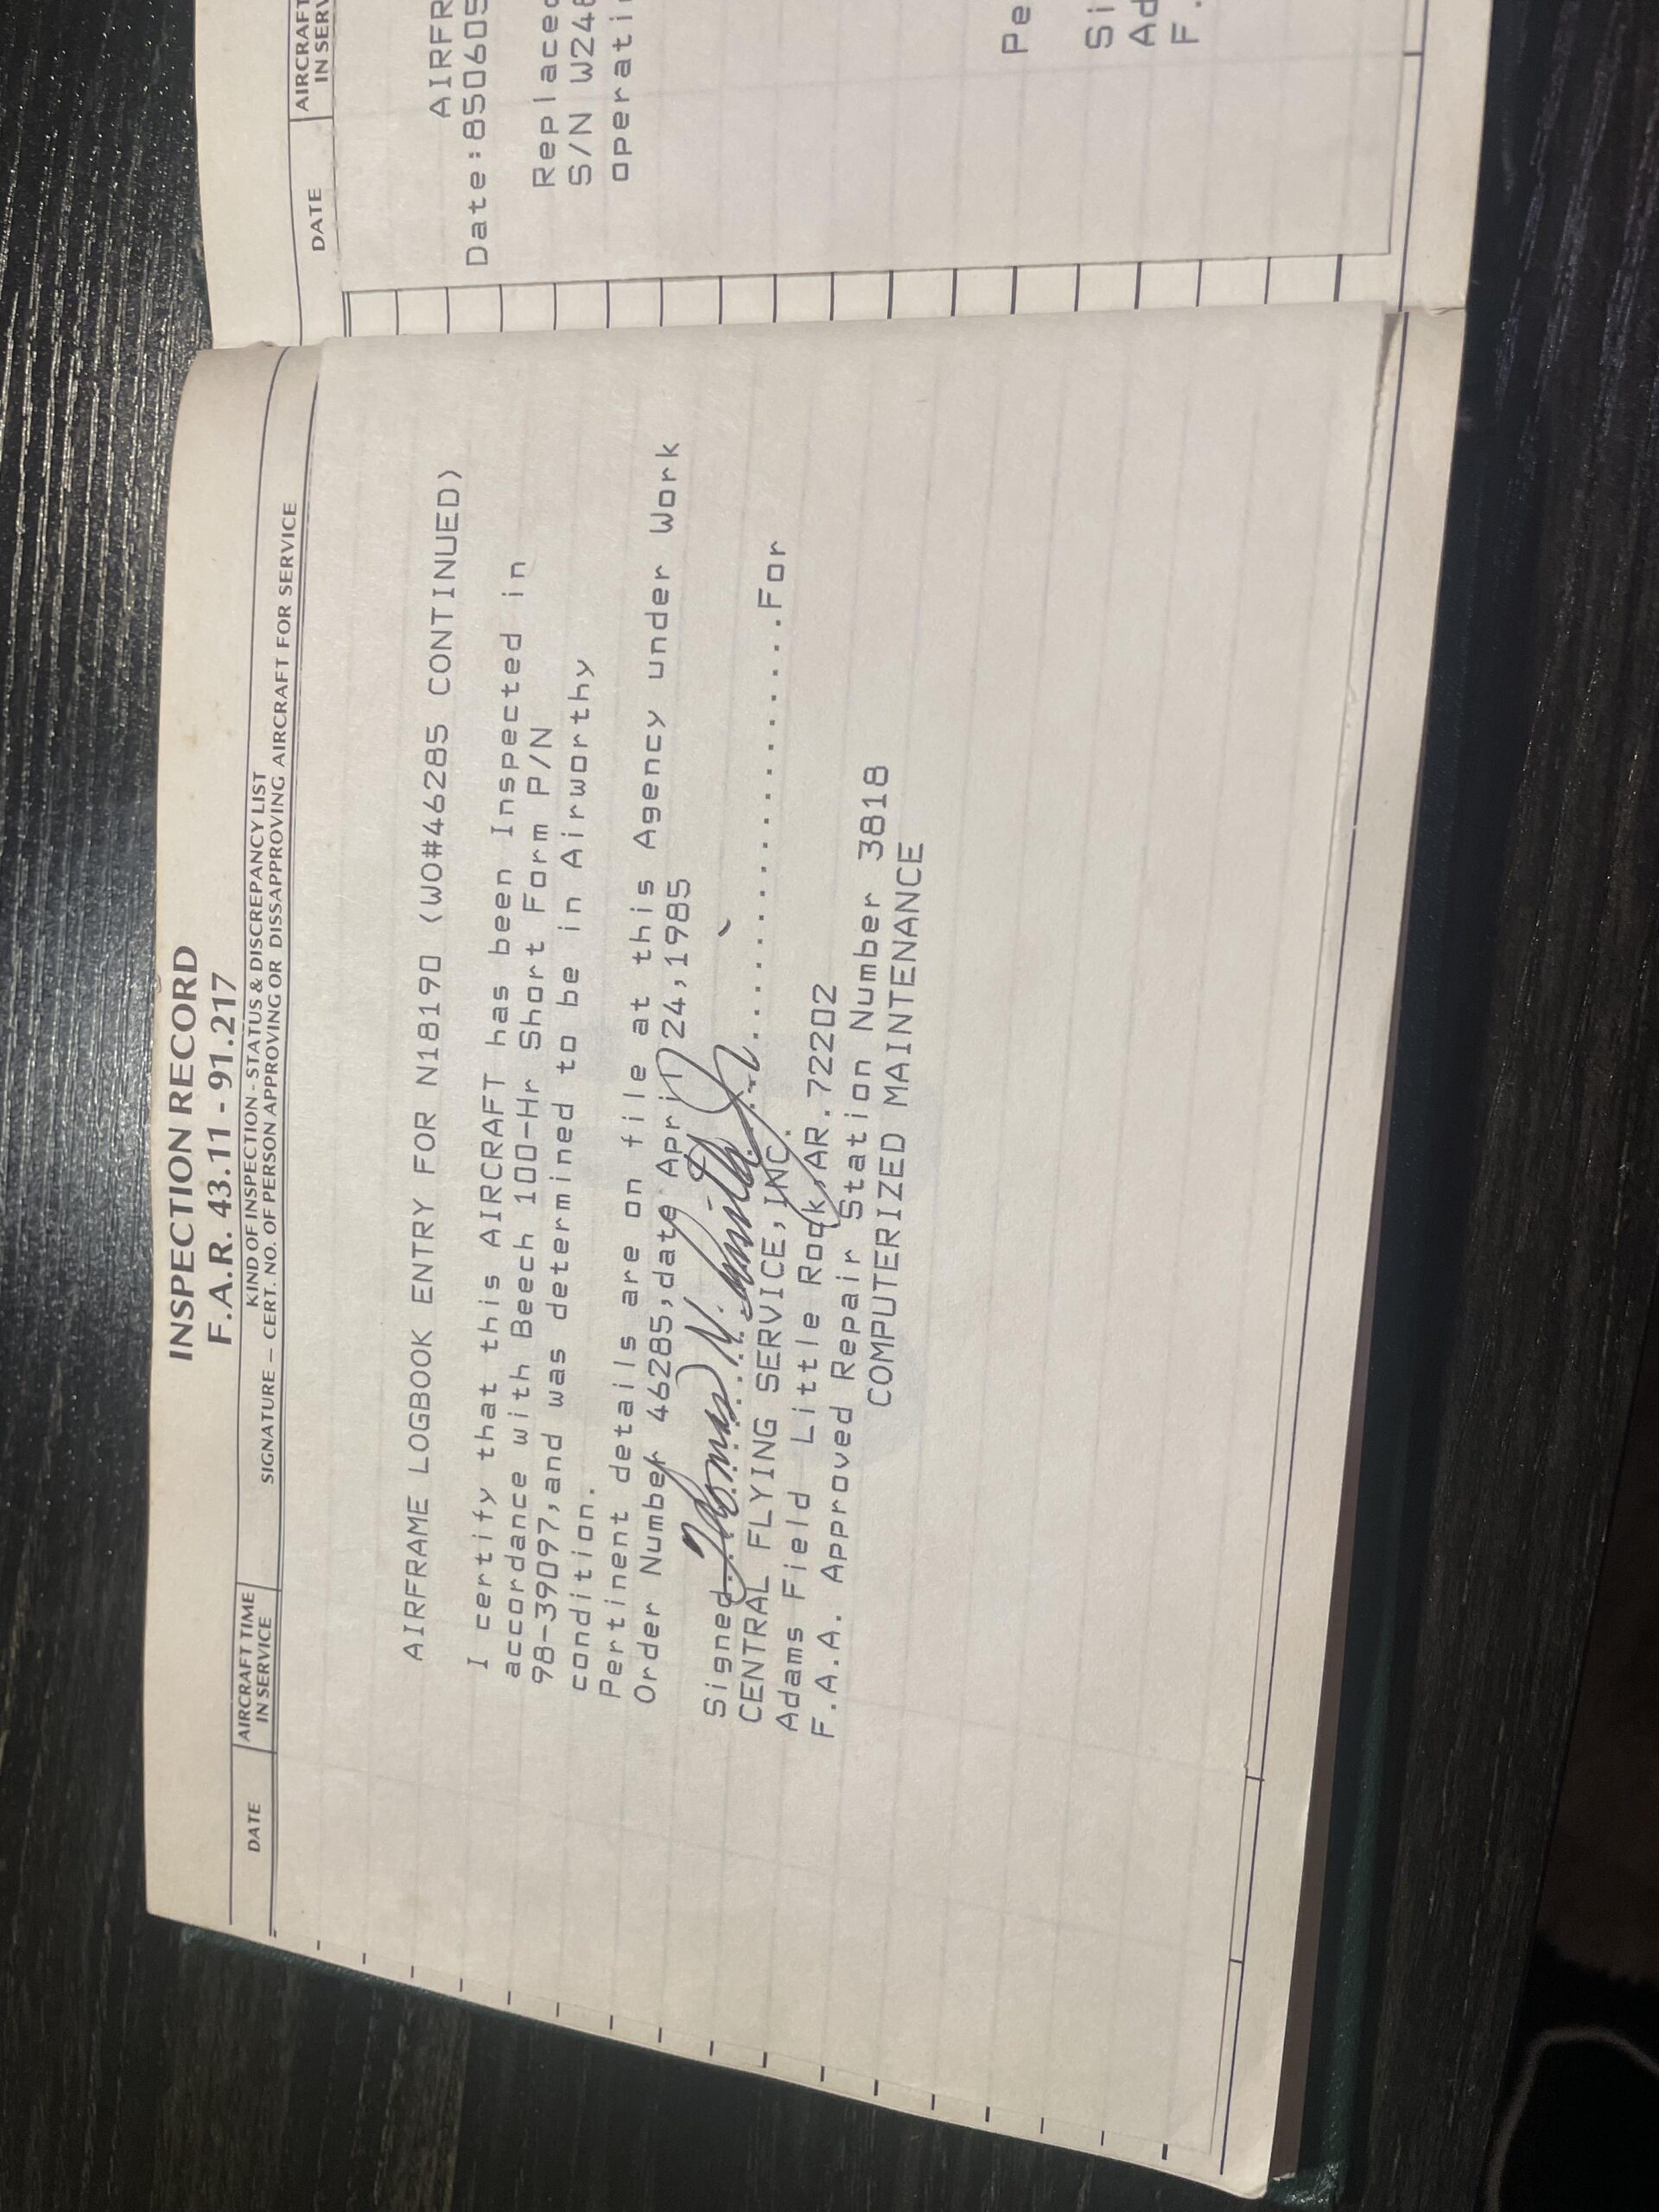 INSPECTION RECORD
F.A.R. 43.11 - 91.217
DATE
AIRCRAFT TIME
IN SERVICE
KIND OF INSPECTION - STATUS & DISCREPANCY LIST
SIGNATURE — CERT. NO. OF PERSON APPROVING OR DISAPPROVING AIRCRAFT FOR SERVICE
AIRFRAME LOGBOOK ENTRY FOR N18190 (WO#46285 CONTINUED)
I certify that this AIRCRAFT has been Inspected in
accordance with Beech 100-Hr Short Form P/N
98-39097,and was determined to be in Airworthy
condition.
Pertinent details are on file at this Agency under Work
Order Number 46285,date April 24,1985
Signed..............................For
CENTRAL FLYING SERVICE,INC.
Adams Field Little Rock,AR.72202
F.A.A. Approved Repair Station Number 3818
COMPUTERIZED MAINTENANCE
DATE
AIRCRAFT
IN SERV
AIRFR
Date:850605
Replaced
S/N W246
operati
Pe
Si
Ad
F.